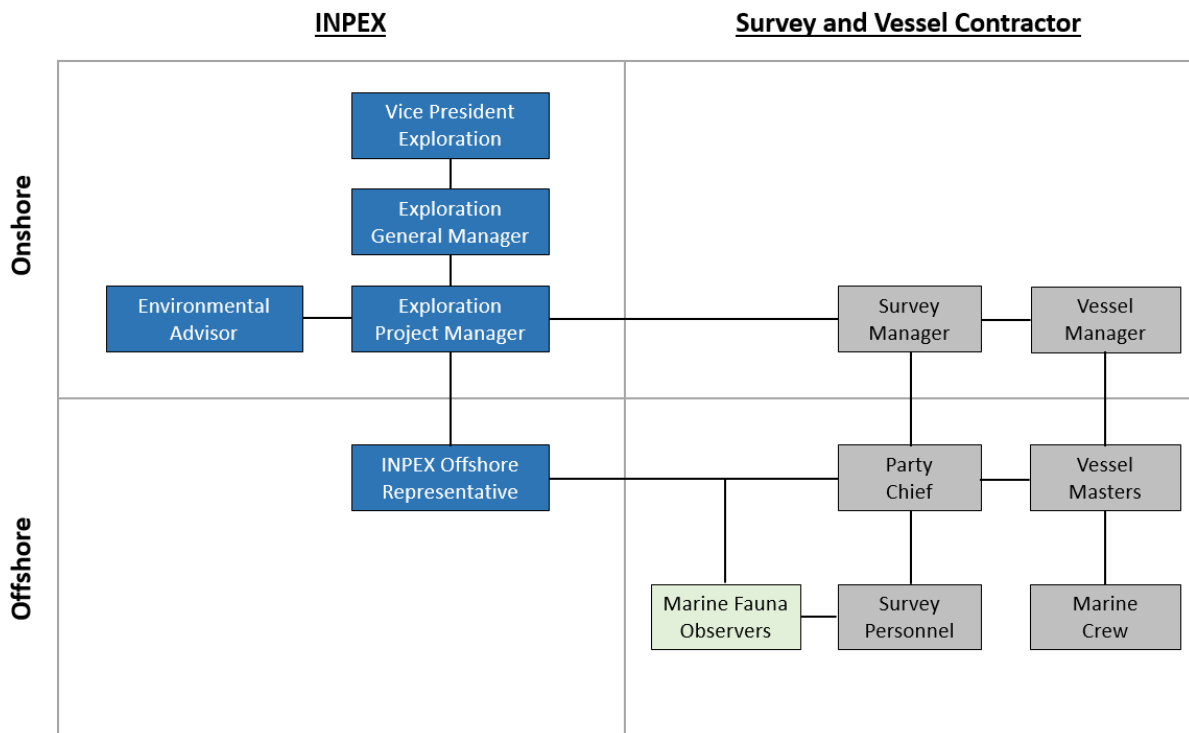 INPEX
Survey and Vessel Contractor
Onshore
Vice President
Exploration
Exploration
General Manager
Environmental
Advisor
Exploration
Project Manager
Survey
Manager
Vessel
Manager
Offshore
INPEX Offshore
Representative
Party
Chief
Vessel
Masters
Marine Fauna
Observers
Survey
Personnel
Marine
Crew